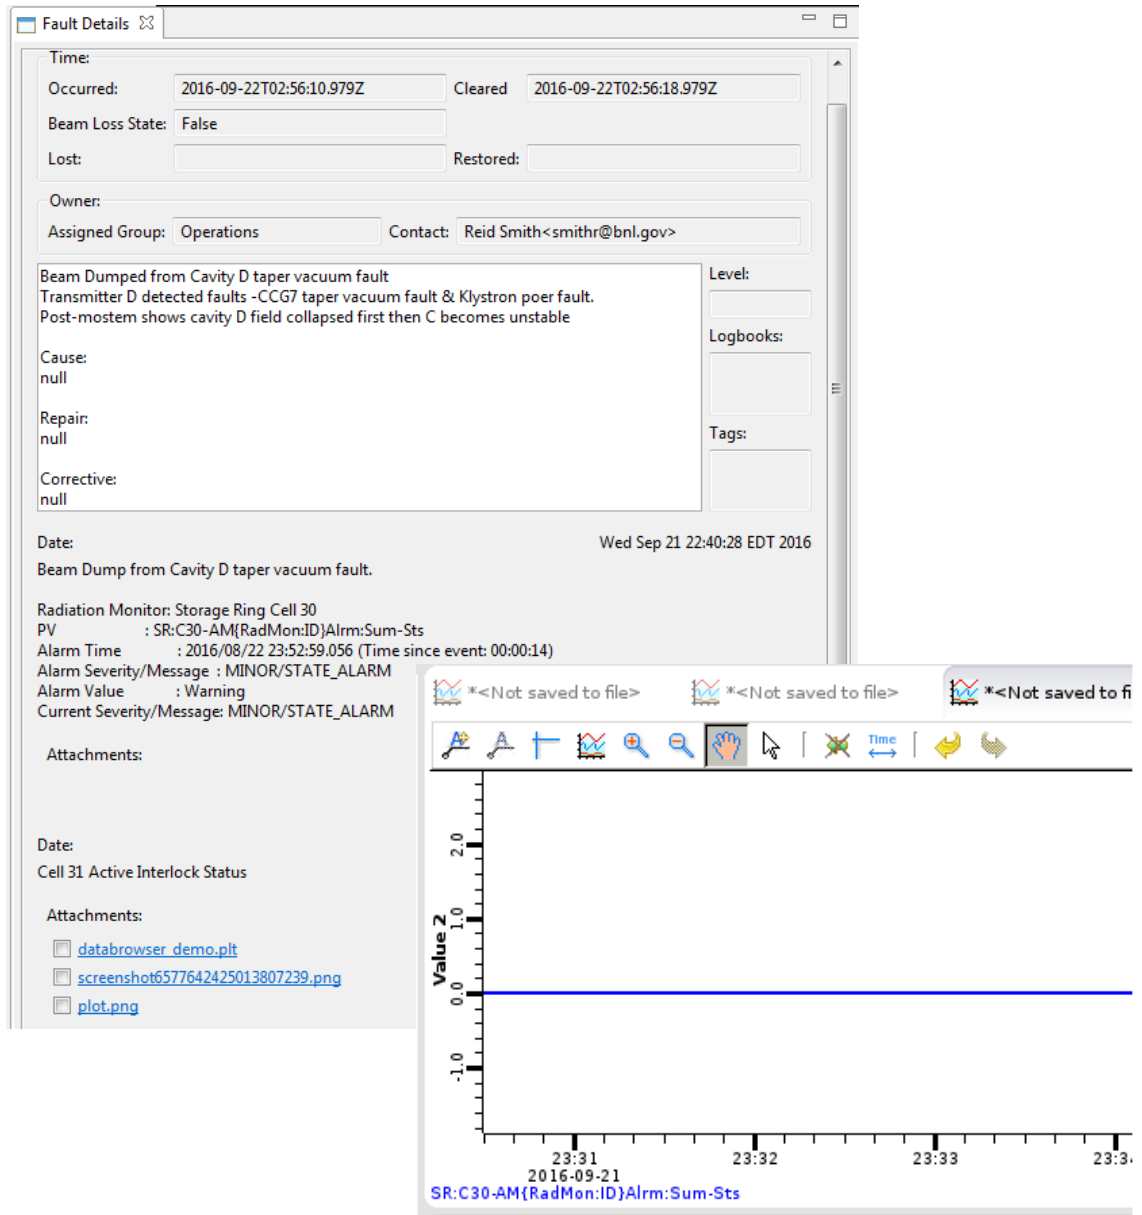 Fault Details
Time:
Occurred: 2016-09-22T02:56:10.979Z Cleared 2016-09-22T02:56:18.979Z
Beam Loss State: False
Lost: Restored:
Owner:
Assigned Group: Operations Contact: Reid Smith<smithr@bnl.gov>
Beam Dumped from Cavity D taper vacuum fault
Transmitter D detected faults -CCG7 taper vacuum fault & Klystron poer fault.
Post-mostem shows cavity D field collapsed first then C becomes unstable
Cause:
null
Repair:
null
Corrective:
null
Level:
Logbooks:
Tags:
Date: Wed Sep 21 22:40:28 EDT 2016
Beam Dump from Cavity D taper vacuum fault.
Radiation Monitor: Storage Ring Cell 30
PV : SR:C30-AM{RadMon:ID}Alrm:Sum-Sts
Alarm Time : 2016/08/22 23:52:59.056 (Time since event: 00:00:14)
Alarm Severity/Message : MINOR/STATE_ALARM
Alarm Value : Warning
Current Severity/Message: MINOR/STATE_ALARM
Attachments:
Date:
Cell 31 Active Interlock Status
Attachments:
databrowser_demo.plt
screenshot6577642425013807239.png
plot.png
*<Not saved to file> *<Not saved to file> *<Not saved to fi
Time
2.0
1.0
0.0
-1.0
Value 2
23:31 23:32 23:33 23:3
2016-09-21
SR:C30-AM{RadMon:ID}Alrm:Sum-Sts